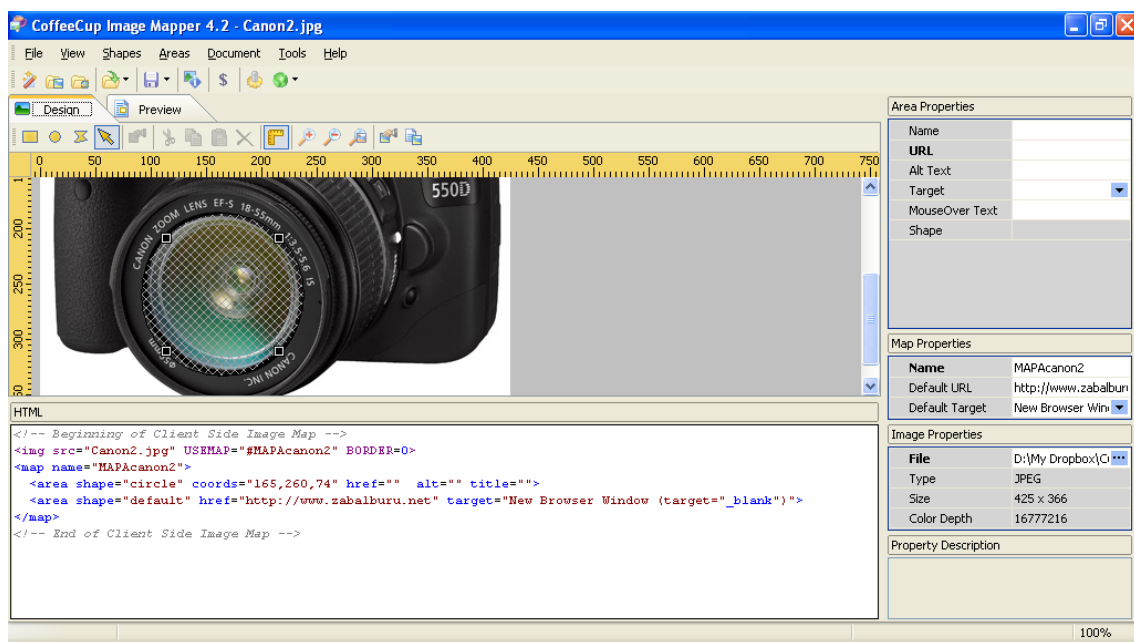 CoffeeCup Image Mapper 4.2 - Canon2.jpg
File View Shapes Areas Document Tools Help
$
Design Preview
0 50 100 150 200 250 300 350 400 450 500 550 600 650 700 750
1
200
250
300
550D
CANON ZOOM LENS EF-S 18-55mm 1:3.5-5.6 IS
ø58mm
CANON INC.
HTML
<!-- Beginning of Client Side Image Map -->
<img src="Canon2.jpg" USEMAP="#MAPAcanon2" BORDER=0>
<map name="MAPAcanon2">
<area shape="circle" coords="165,260,74" href="" alt="" title="">
<area shape="default" href="http://www.zabalburu.net" target="New Browser Window (target="_blank")">
</map>
<!-- End of Client Side Image Map -->
Area Properties
Name
URL
Alt Text
Target
MouseOver Text
Shape
Map Properties
Name MAPAcanon2
Default URL http://www.zabalburu
Default Target New Browser Win
Image Properties
File D:\My Dropbox\C
Type JPEG
Size 425 x 366
Color Depth 16777216
Property Description
100%